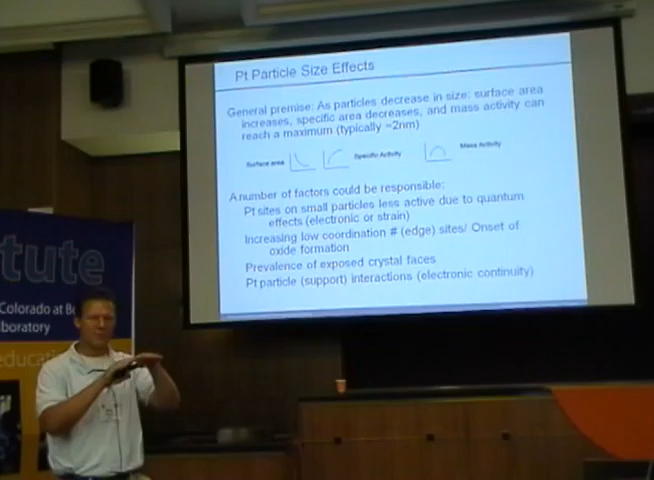 Pt Particle Size Effects
General premise: As particles decrease in size: surface area
increases, specific area decreases, and mass activity can
reach a maximum (typically ~2nm)
Surface area
Specific Activity
Mass Activity
A number of factors could be responsible:
Pt sites on small particles less active due to quantum
effects (electronic or strain)
Increasing low coordination # (edge) sites/ Onset of
oxide formation
Prevalence of exposed crystal faces
Pt particle (support) interactions (electronic continuity)
tute
Colorado at B
boratory
educati